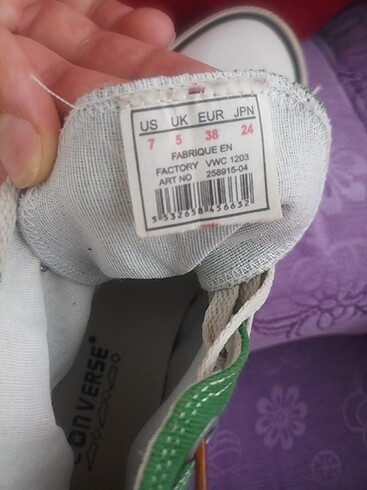 US UK EUR JPN
7 5 38 24
FABRIQUE EN
FACTORY VWC 1203
ART NO 258915-04
5 532658 456632
CONVERSE